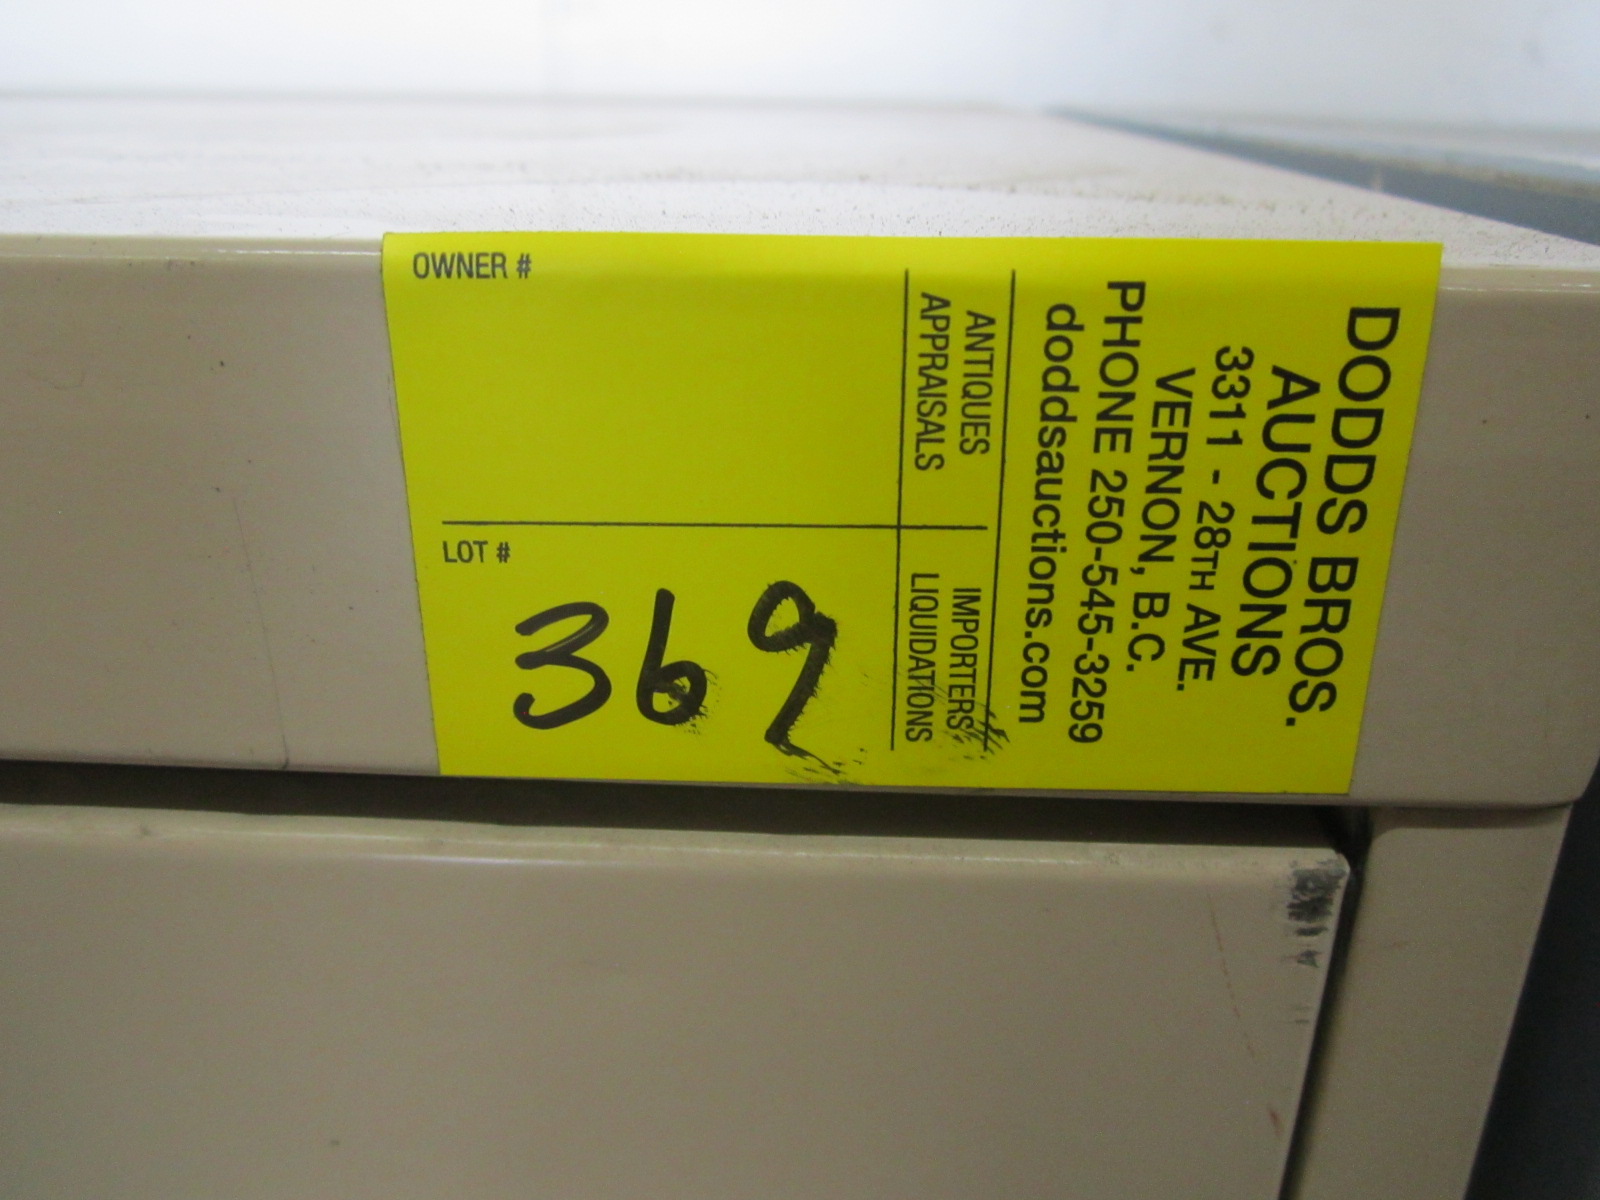 DODDS BROS.
AUCTIONS
3311 - 28TH AVE.
VERNON, B.C.
PHONE 250-545-3259
doddsauctions.com
ANTIQUES
APPRAISALS
IMPORTERS
LIQUIDATIONS
OWNER #
LOT #
369